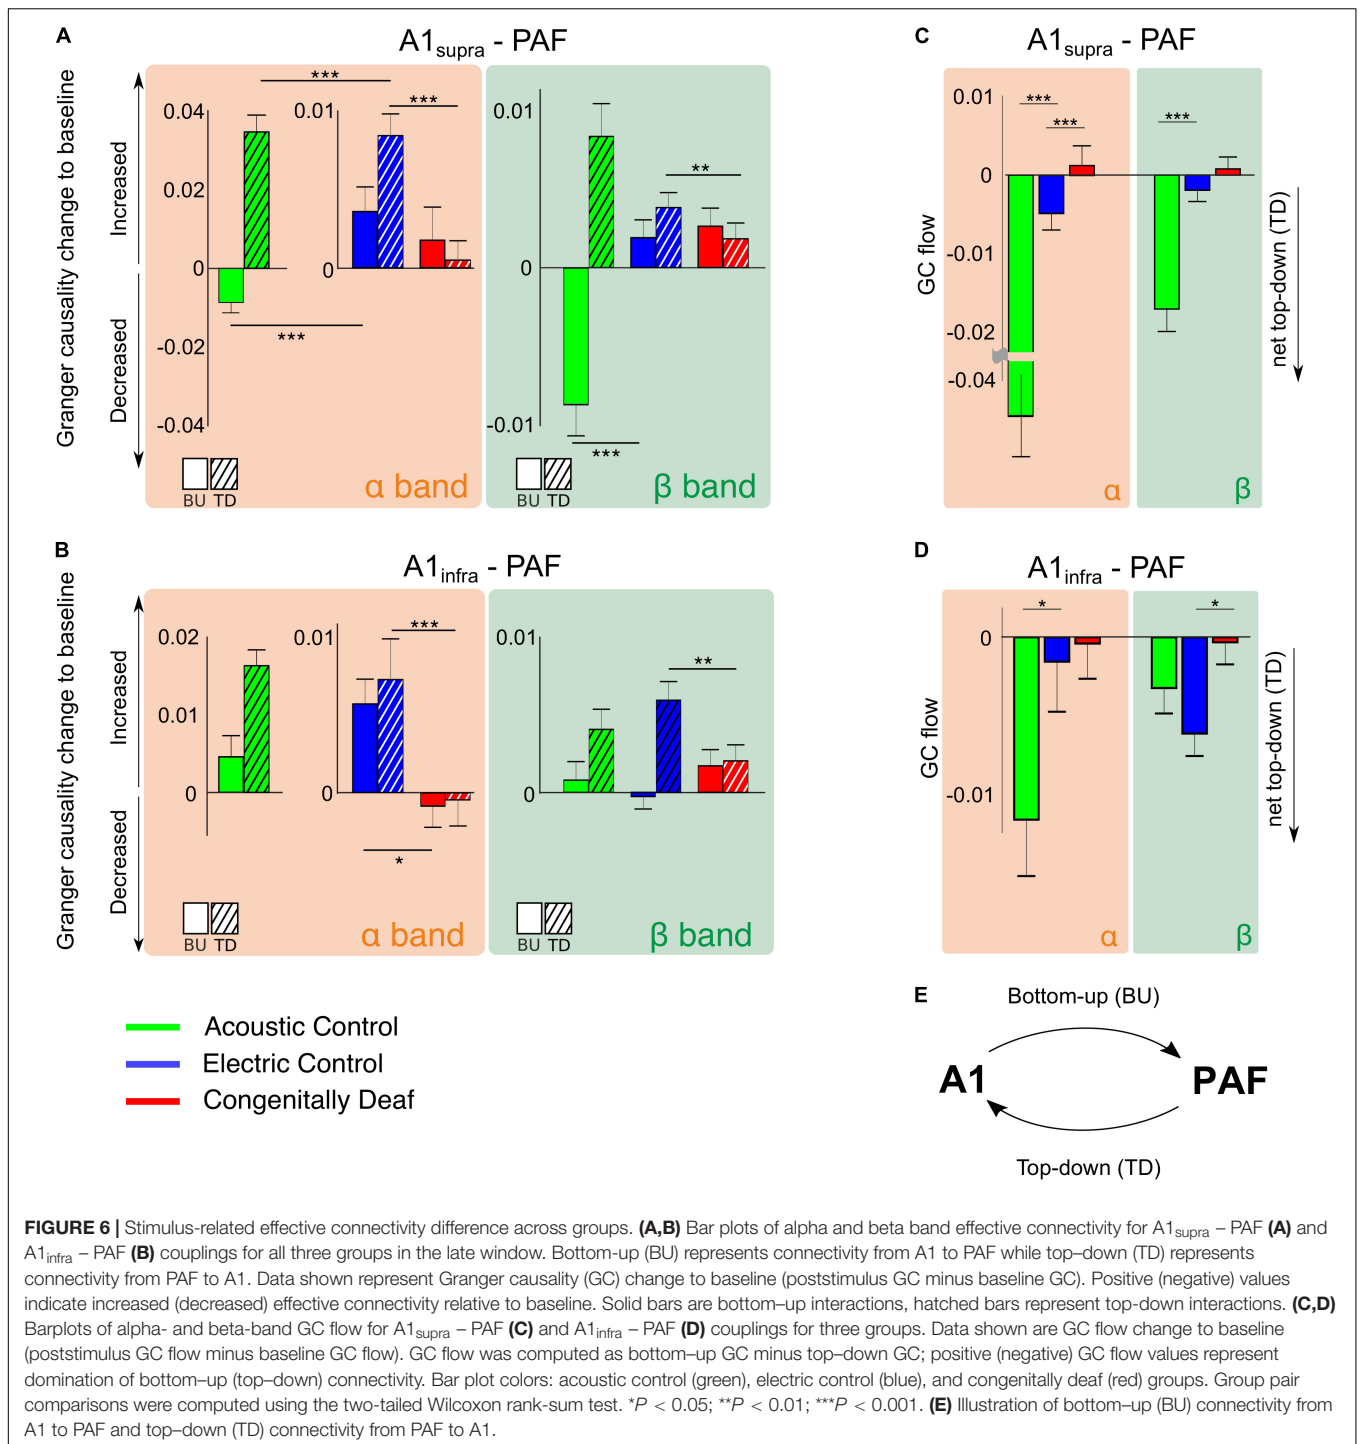 A
A1supra - PAF
Granger causality change to baseline
Increased
Decreased
***
***
0.04
0.02
0
-0.02
-0.04
0.01
0
***
BU TD
α band
0.01
0
-0.01
**
***
BU TD
β band
B
A1infra - PAF
Granger causality change to baseline
Increased
Decreased
0.02
0.01
0
0.01
0
***
*
BU TD
α band
0.01
0
**
BU TD
β band
C
A1supra - PAF
GC flow
0.01
0
-0.01
-0.02
-0.04
***
***
***
α
β
net top-down (TD)
D
A1infra - PAF
GC flow
0
-0.01
*
*
α
β
net top-down (TD)
Acoustic Control
Electric Control
Congenitally Deaf
E
Bottom-up (BU)
A1 PAF
Top-down (TD)
FIGURE 6 | Stimulus-related effective connectivity difference across groups. (A,B) Bar plots of alpha and beta band effective connectivity for A1supra – PAF (A) and
A1infra – PAF (B) couplings for all three groups in the late window. Bottom-up (BU) represents connectivity from A1 to PAF while top–down (TD) represents
connectivity from PAF to A1. Data shown represent Granger causality (GC) change to baseline (poststimulus GC minus baseline GC). Positive (negative) values
indicate increased (decreased) effective connectivity relative to baseline. Solid bars are bottom–up interactions, hatched bars represent top-down interactions. (C,D)
Barplots of alpha- and beta-band GC flow for A1supra – PAF (C) and A1infra – PAF (D) couplings for three groups. Data shown are GC flow change to baseline
(poststimulus GC flow minus baseline GC flow). GC flow was computed as bottom–up GC minus top–down GC; positive (negative) GC flow values represent
domination of bottom–up (top–down) connectivity. Bar plot colors: acoustic control (green), electric control (blue), and congenitally deaf (red) groups. Group pair
comparisons were computed using the two-tailed Wilcoxon rank-sum test. *P < 0.05; **P < 0.01; ***P < 0.001. (E) Illustration of bottom–up (BU) connectivity from
A1 to PAF and top–down (TD) connectivity from PAF to A1.